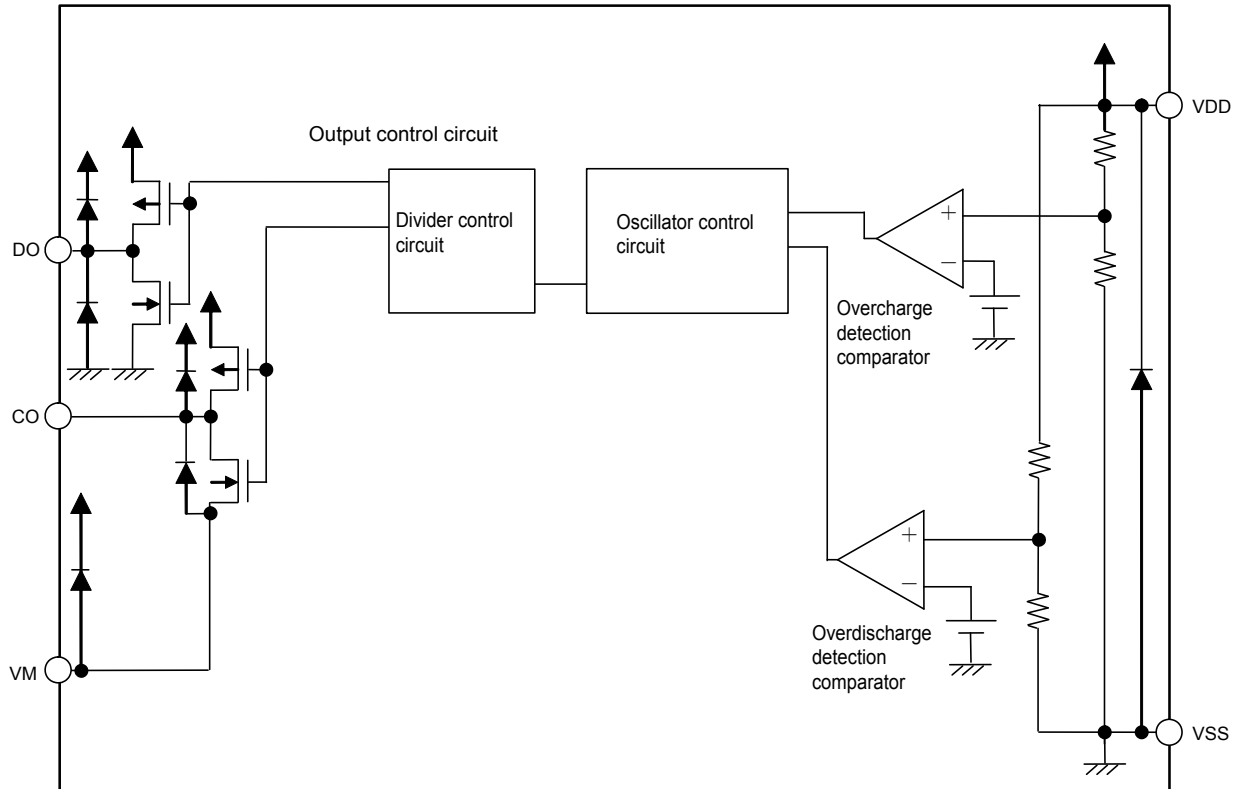 VDD
Output control circuit
Divider control
circuit
Oscillator control
circuit
+
−
DO
Overcharge
detection
comparator
CO
+
−
Overdischarge
detection
comparator
VM
VSS